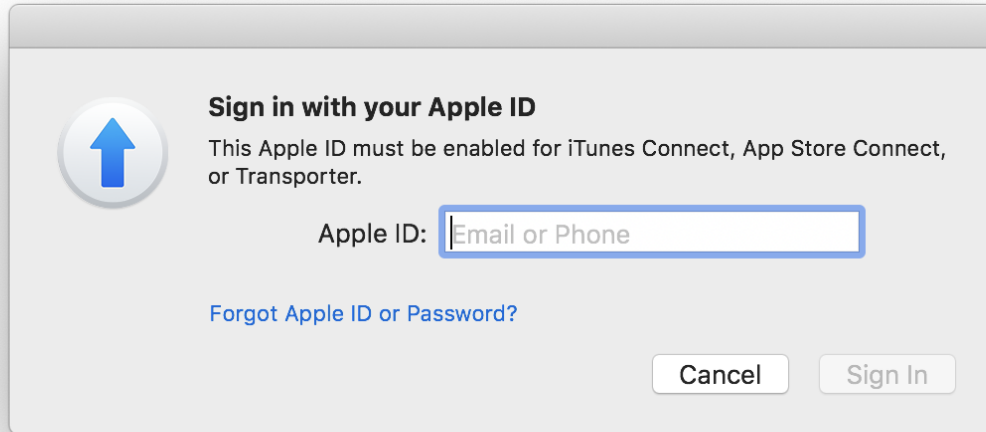 Sign in with your Apple ID
This Apple ID must be enabled for iTunes Connect, App Store Connect,
or Transporter.
Apple ID: Email or Phone
Forgot Apple ID or Password?
Cancel Sign In